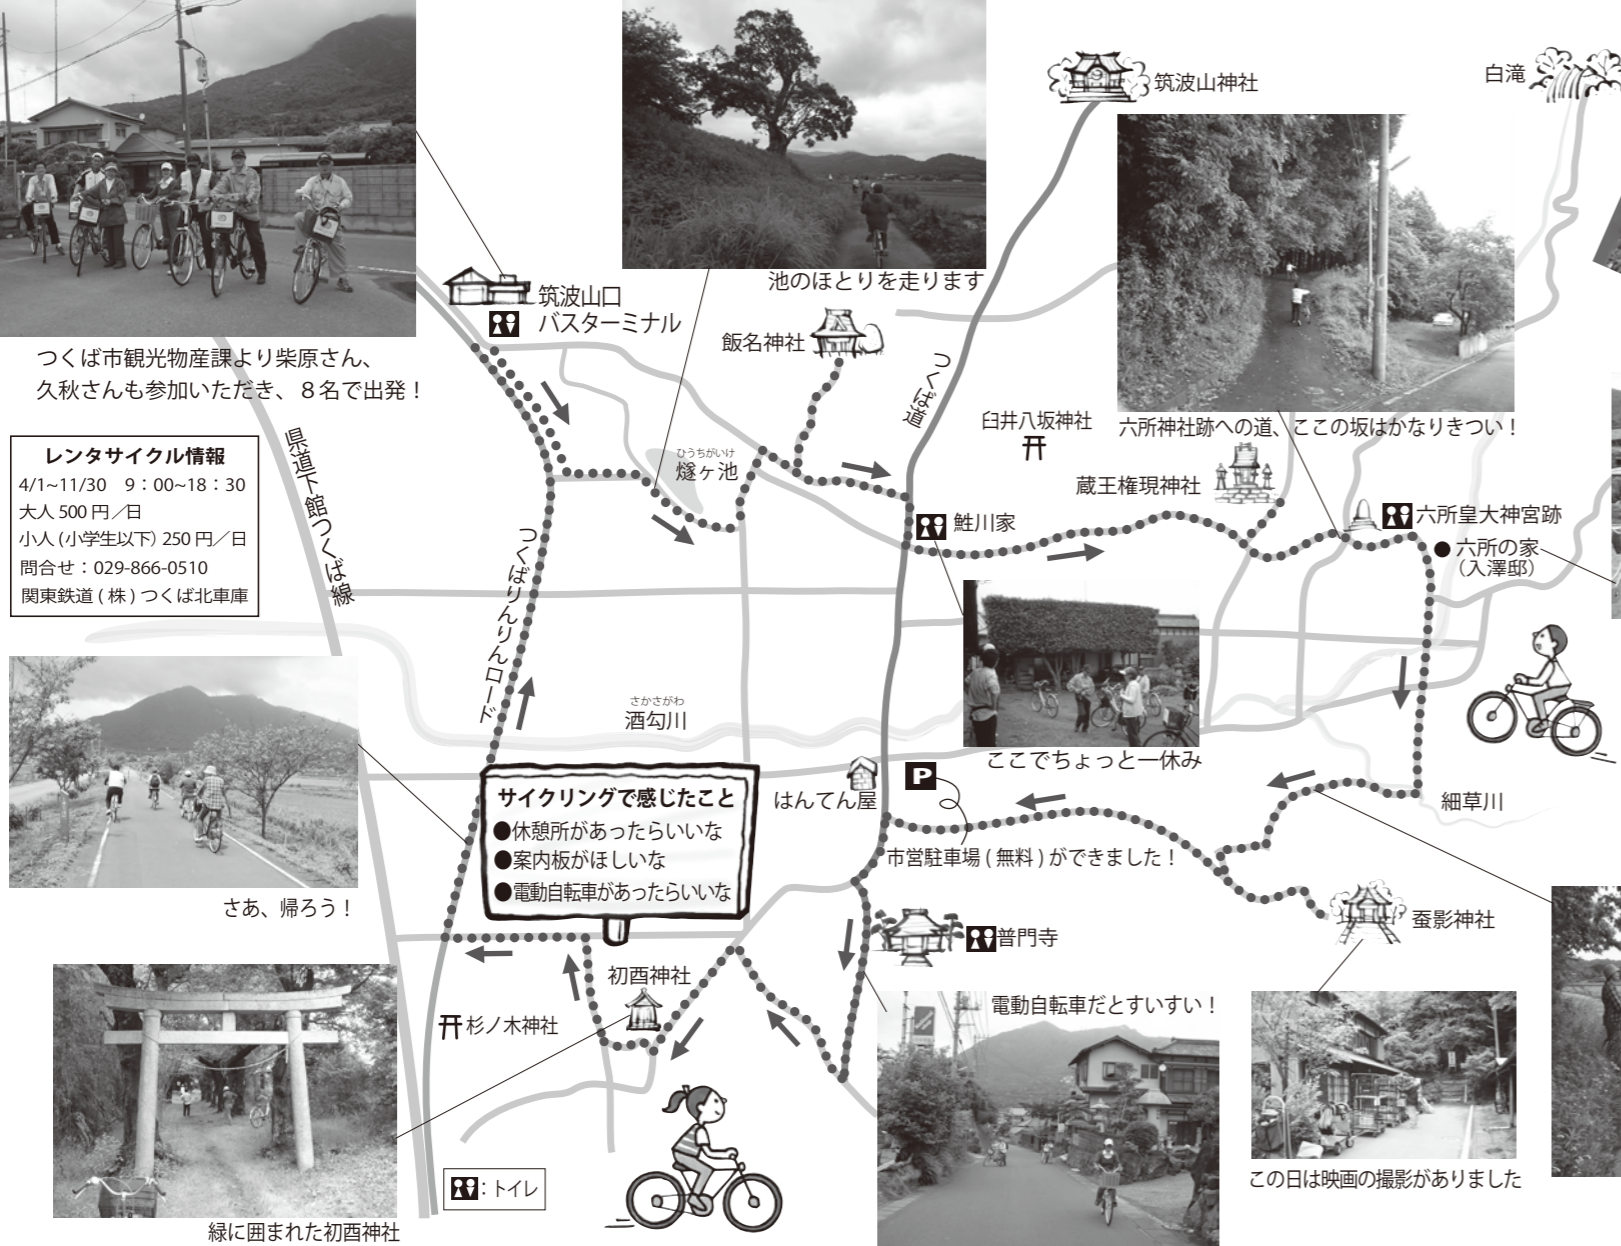 筑波山神社
白滝
池のほとりを走ります
筑波山口
バスターミナル
飯名神社
つくば市観光物産課より柴原さん、
久秋さんも参加いただき、８名で出発！
つくば道
臼井八坂神社
六所神社跡への道、ここの坂はかなりきつい！
レンタサイクル情報
4/1~11/30　9：00~18：30
大人 500 円／日
小人 (小学生以下) 250 円／日
問合せ：029-866-0510
関東鉄道 ( 株 ) つくば北車庫
県道下館つくば線
ひうちがいけ
燧ヶ池
蔵王権現神社
鮏川家
六所皇大神宮跡
●六所の家
（入澤邸）
つくばりんりんロード
さかさがわ
酒勾川
ここでちょっと一休み
はんてん屋
P
細草川
サイクリングで感じたこと
●休憩所があったらいいな
●案内板がほしいな
●電動自転車があったらいいな
市営駐車場 ( 無料 ) ができました！
さあ、帰ろう！
蚕影神社
普門寺
初酉神社
杉ノ木神社
電動自転車だとすいすい！
この日は映画の撮影がありました
：トイレ
緑に囲まれた初酉神社